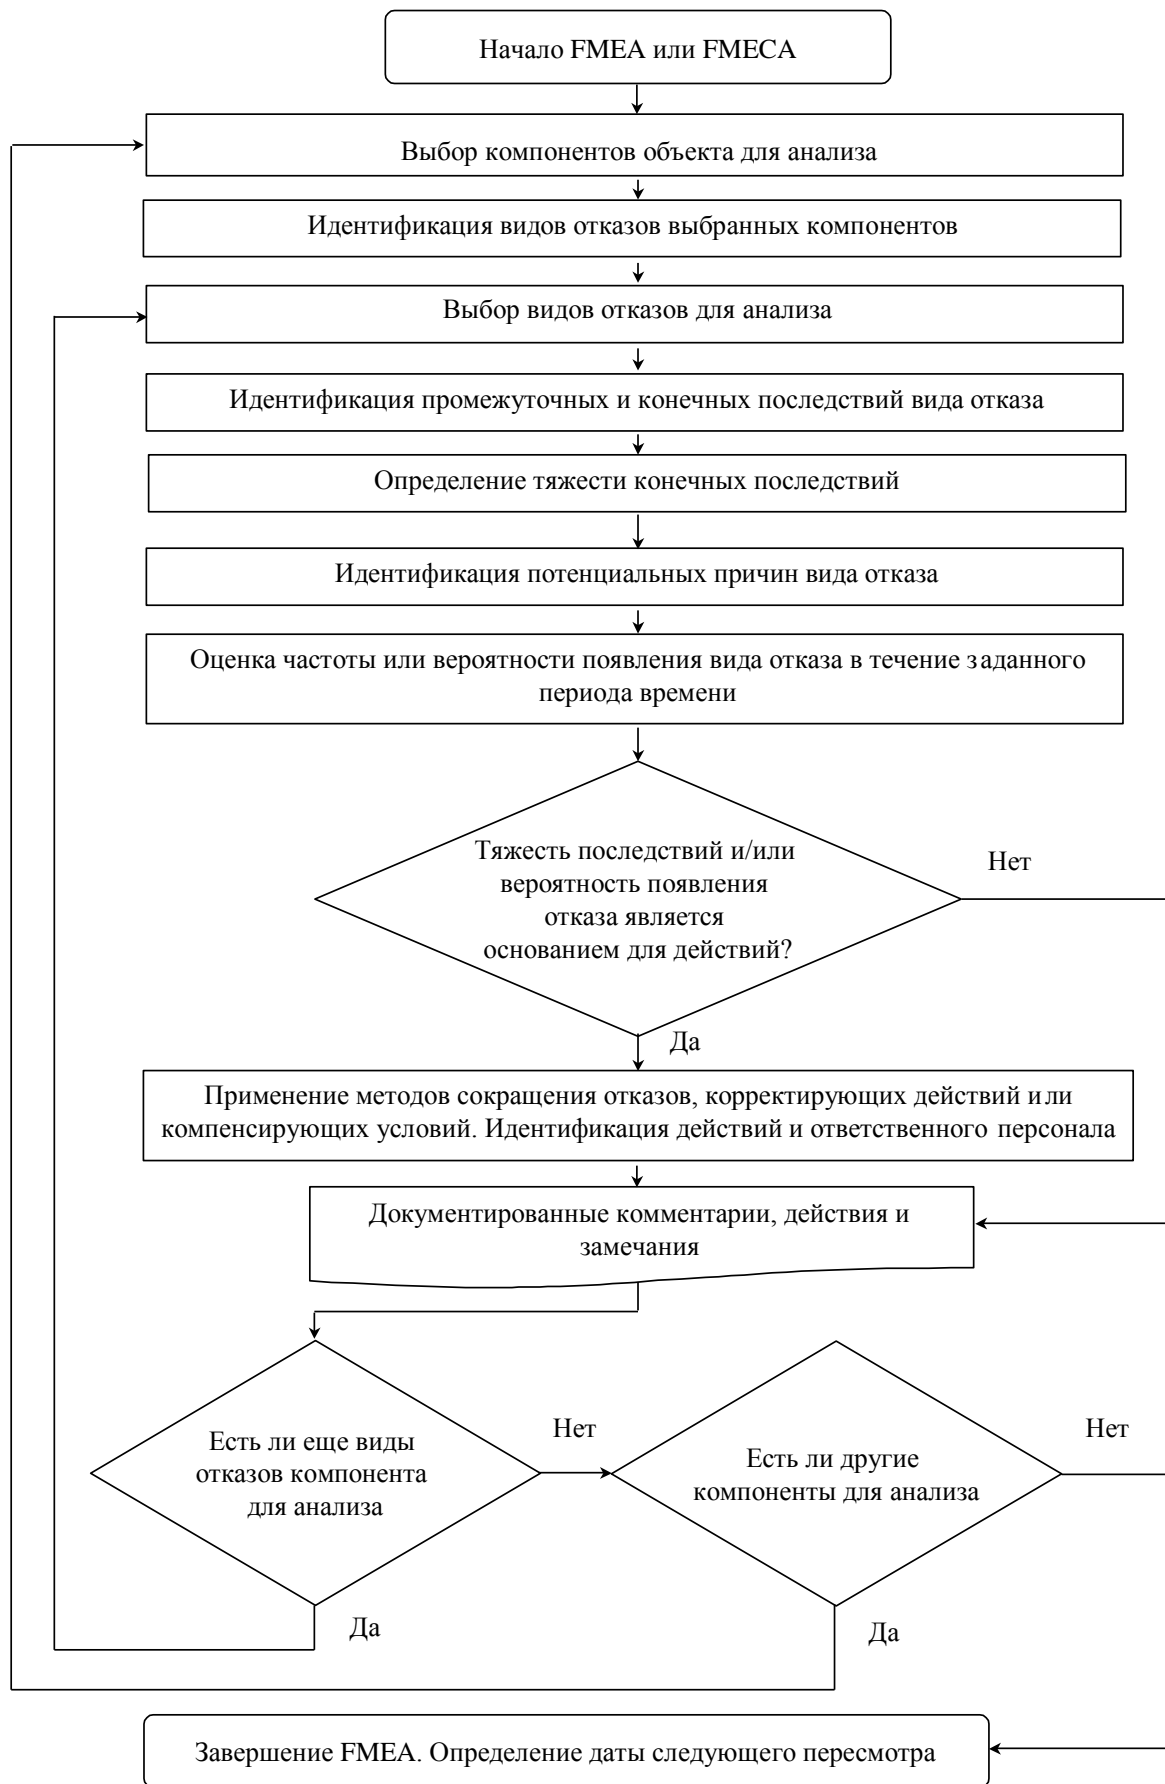 Начало FMEA или FMECA
Выбор компонентов объекта для анализа
Идентификация видов отказов выбранных компонентов
Выбор видов отказов для анализа
Идентификация промежуточных и конечных последствий вида отказа
Определение тяжести конечных последствий
Идентификация потенциальных причин вида отказа
Оценка частоты или вероятности появления вида отказа в течение заданного
периода времени
Тяжесть последствий и/или
вероятность появления
отказа является
основанием для действий?
Нет
Да
Применение методов сокращения отказов, корректирующих действий или
компенсирующих условий. Идентификация действий и ответственного персонала
Документированные комментарии, действия и
замечания
Есть ли еще виды
отказов компонента
для анализа
Нет
Есть ли другие
компоненты для анализа
Нет
Да
Да
Завершение FMEA. Определение даты следующего пересмотра